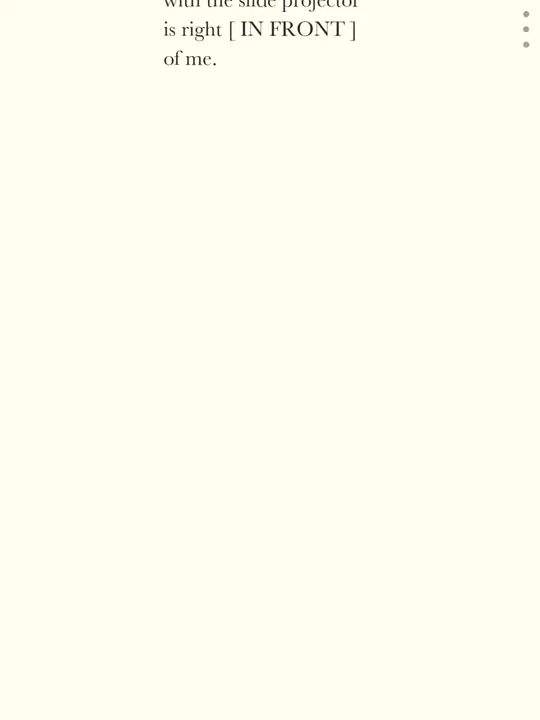 with the slide projector
is right [ IN FRONT ]
of me.